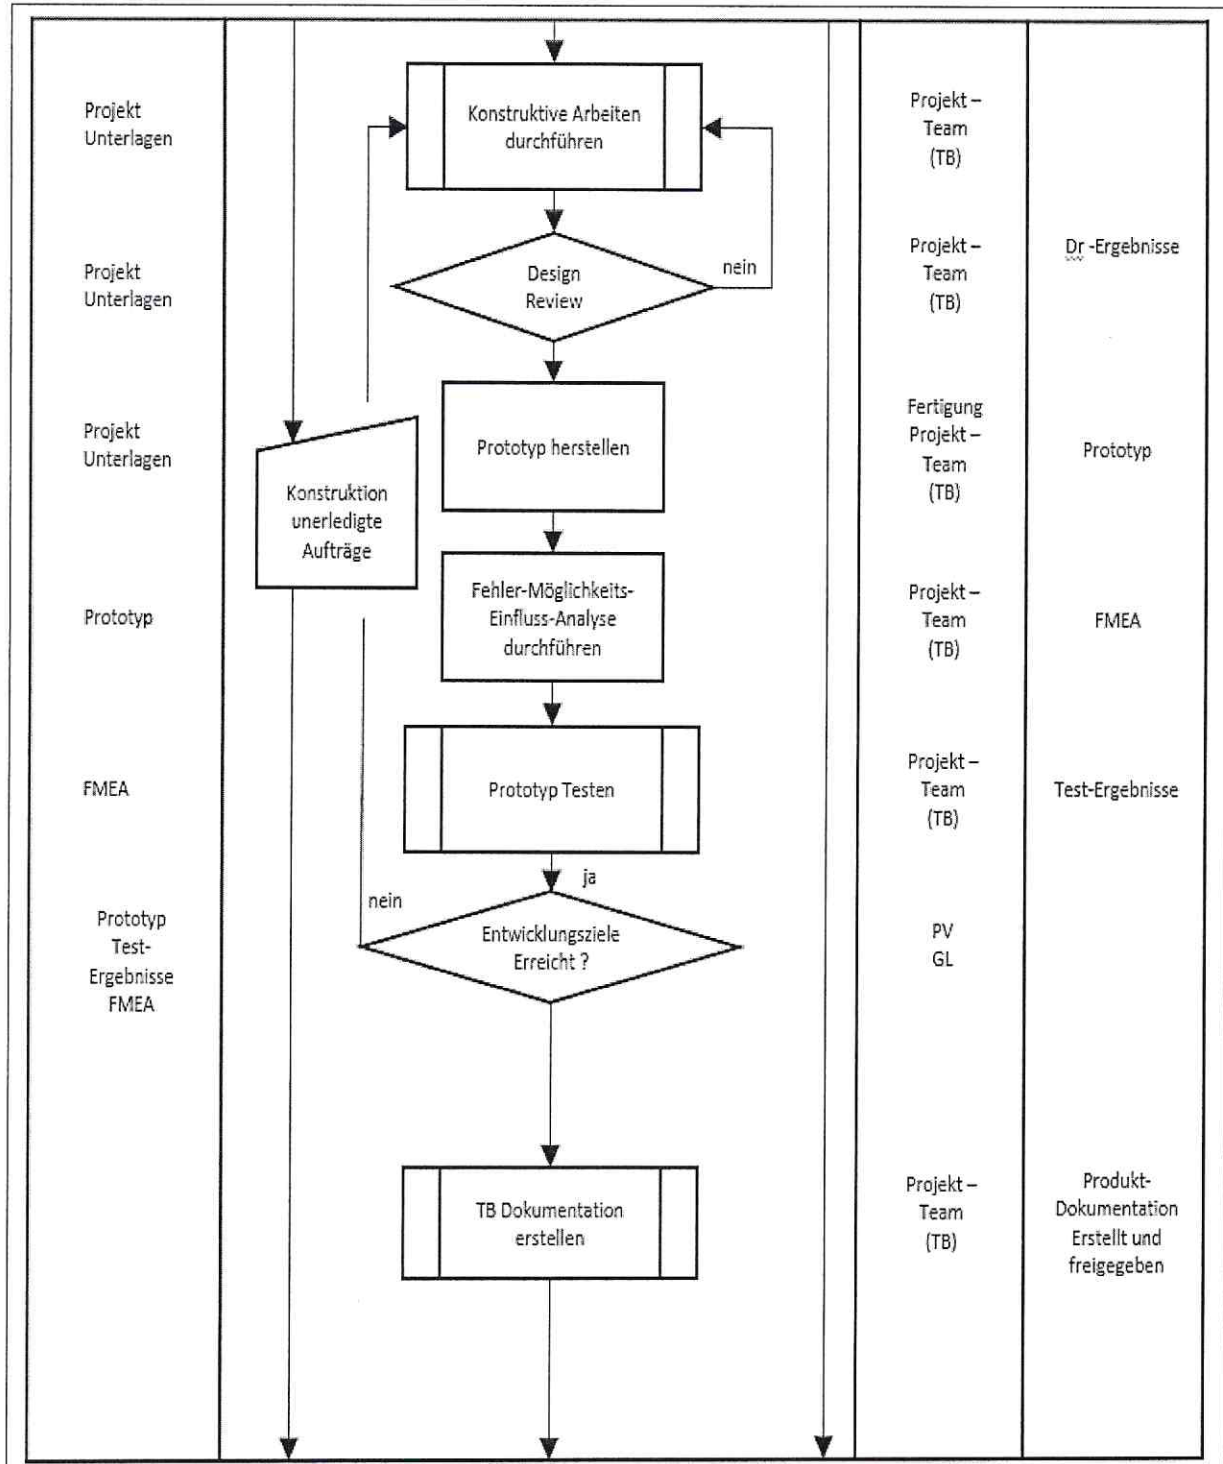 Projekt
Unterlagen
Konstruktive Arbeiten
durchführen
Projekt –
Team
(TB)
Projekt
Unterlagen
Design
Review
nein
Projekt –
Team
(TB)
Dr -Ergebnisse
Projekt
Unterlagen
Konstruktion
unerledigte
Aufträge
Prototyp herstellen
Fertigung
Projekt –
Team
(TB)
Prototyp
Prototyp
Fehler-Möglichkeits-
Einfluss-Analyse
durchführen
Projekt –
Team
(TB)
FMEA
FMEA
Prototyp Testen
Projekt –
Team
(TB)
Test-Ergebnisse
Prototyp
Test-
Ergebnisse
FMEA
nein
ja
Entwicklungsziele
Erreicht ?
PV
GL
TB Dokumentation
erstellen
Projekt –
Team
(TB)
Produkt-
Dokumentation
Erstellt und
freigegeben